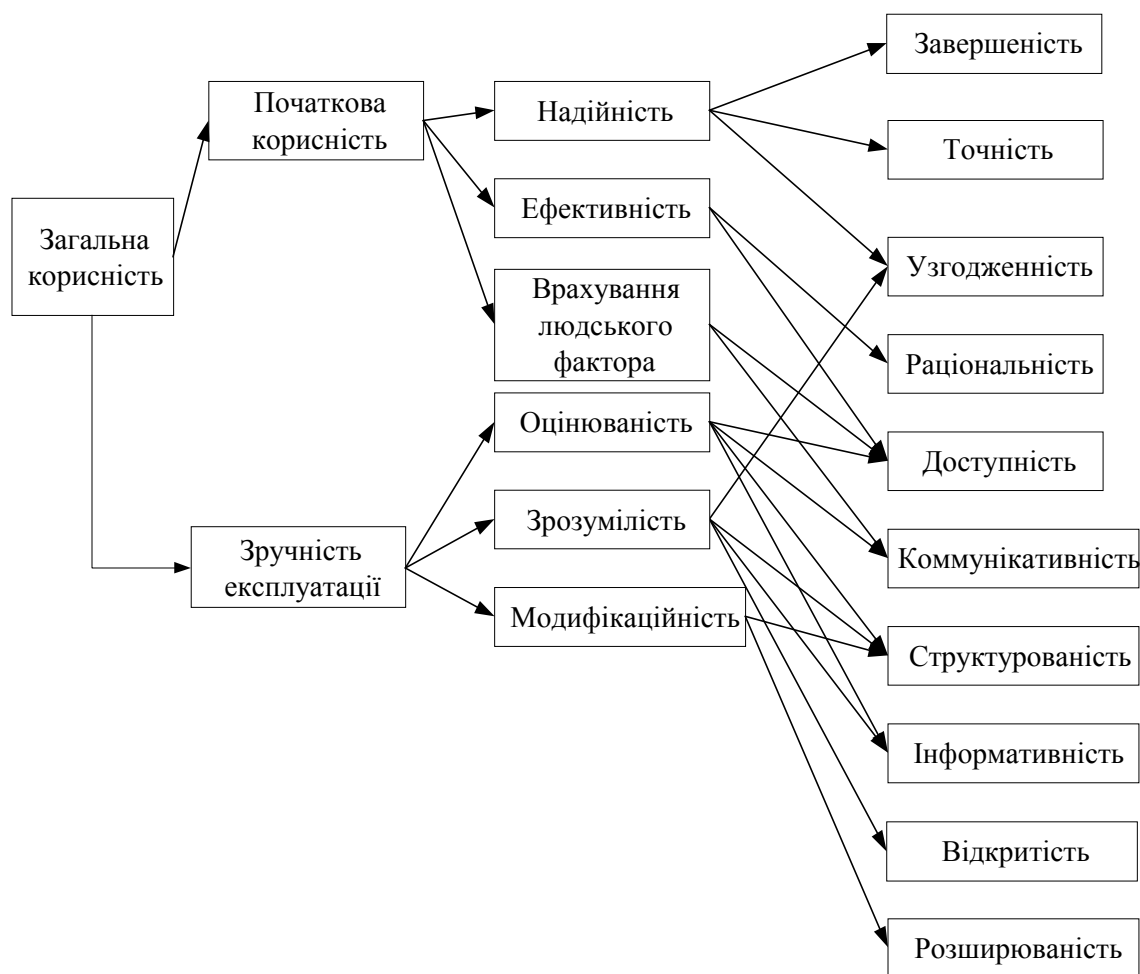 Загальна
корисність
Початкова
корисність
Зручність
експлуатації
Надійність
Ефективність
Врахування
людського
фактора
Оцінюваність
Зрозумілість
Модифікаційність
Завершеність
Точність
Узгодженність
Раціональність
Доступність
Коммунікативність
Структурованість
Інформативність
Відкритість
Розширюваність